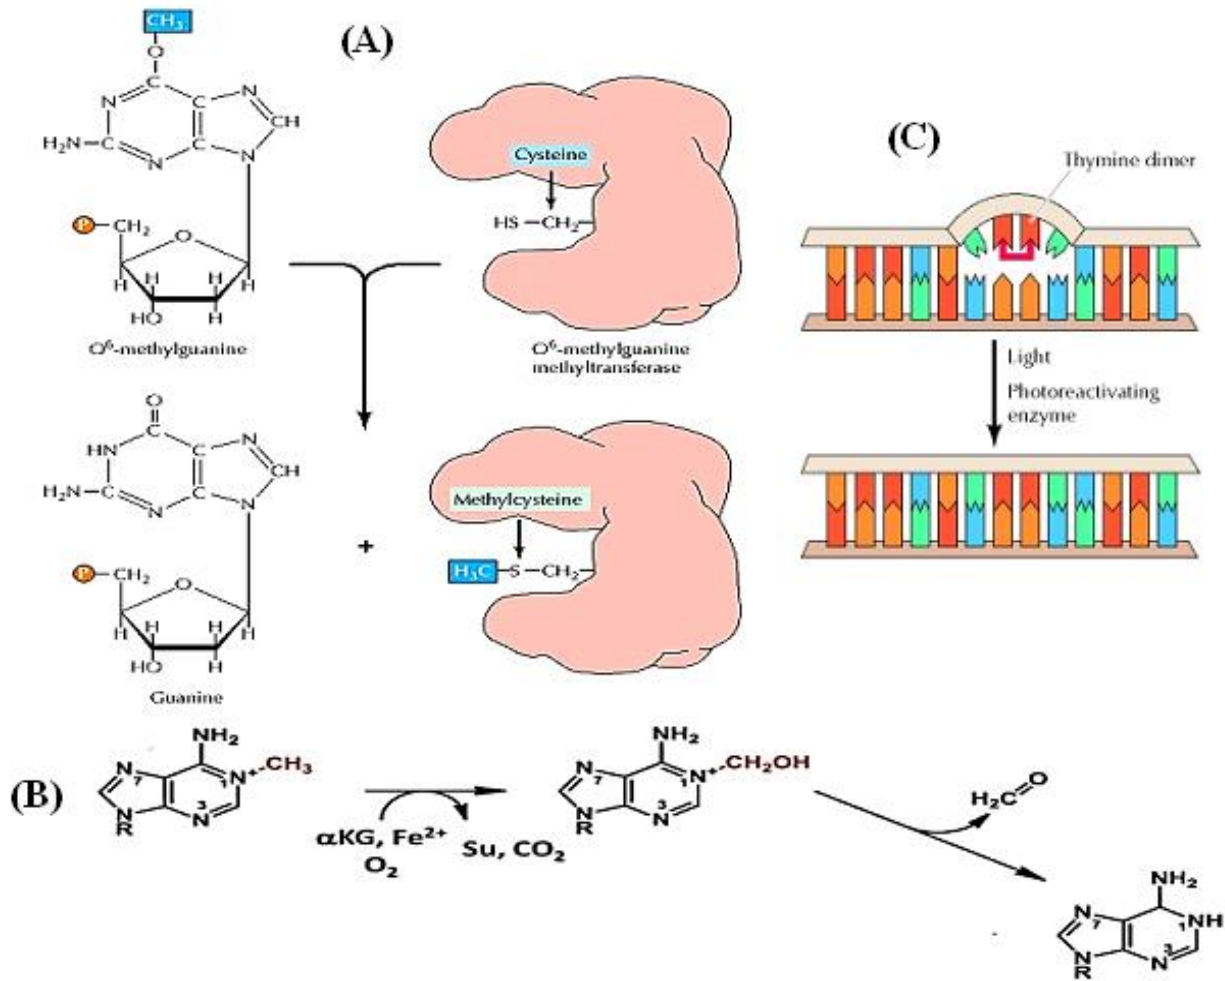 (A)
CH3
O
C
N
C
N
CH
H2N
C
N
C
N
P
CH2
O
H
H
H
H
HO
H
O6-methylguanine
Cysteine
HS
CH2
O6-methylguanine
methyltransferase
O
C
HN
C
N
CH
H2N
C
N
C
N
P
CH2
O
H
H
H
H
HO
H
Guanine
+
Methylcysteine
H3C
S
CH2
(C)
Thymine dimer
Light
Photoreactivating
enzyme
(B)
NH2
N
7
1
N
+
CH3
3
N
N
R
αKG, Fe2+
O2
Su, CO2
NH2
N
7
1
N
+
CH2OH
3
N
N
R
H2C
O
NH2
N
7
1
NH
3
N
N
R